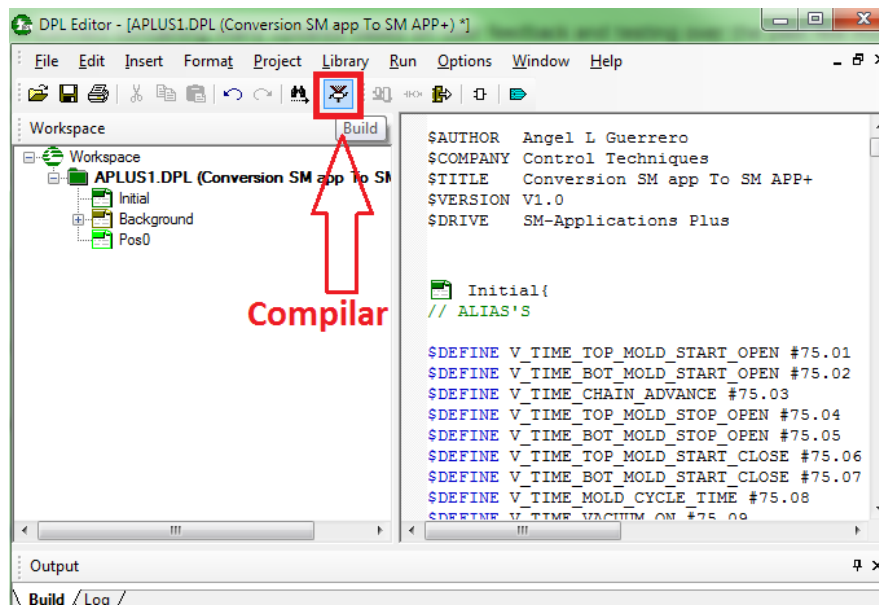 DPL Editor - [APLUS1.DPL (Conversion SM app To SM APP+) *]
File Edit Insert Format Project Library Run Options Window Help
Workspace
Build
Workspace
APLUS1.DPL (Conversion SM app To SM
Initial
Background
Pos0
Compilar
$AUTHOR Angel L Guerrero
$COMPANY Control Techniques
$TITLE Conversion SM app To SM APP+
$VERSION V1.0
$DRIVE SM-Applications Plus
Initial{
// ALIAS'S
$DEFINE V_TIME_TOP_MOLD_START_OPEN #75.01
$DEFINE V_TIME_BOT_MOLD_START_OPEN #75.02
$DEFINE V_TIME_CHAIN_ADVANCE #75.03
$DEFINE V_TIME_TOP_MOLD_STOP_OPEN #75.04
$DEFINE V_TIME_BOT_MOLD_STOP_OPEN #75.05
$DEFINE V_TIME_TOP_MOLD_START_CLOSE #75.06
$DEFINE V_TIME_BOT_MOLD_START_CLOSE #75.07
$DEFINE V_TIME_MOLD_CYCLE_TIME #75.08
$DEFINE V_TIME_VACUUM_ON #75.09
Output
Build / Log